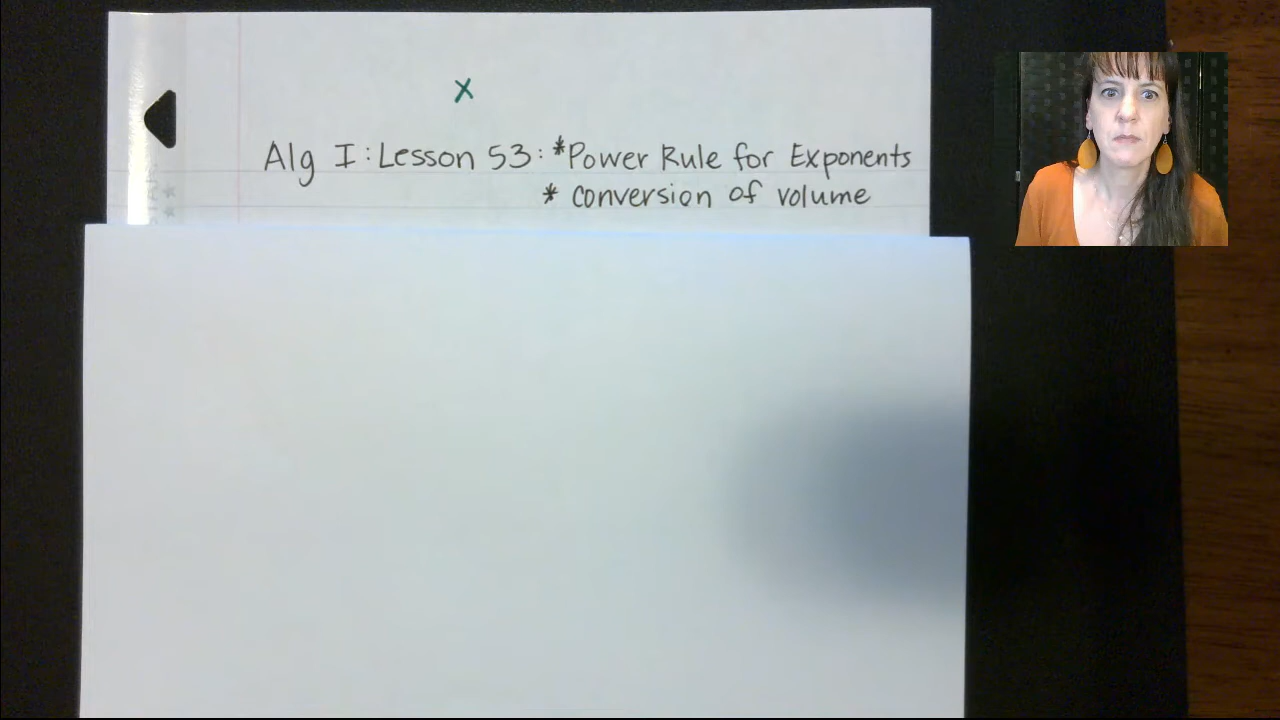 x
Alg I: Lesson 53: *Power Rule for Exponents
* conversion of volume